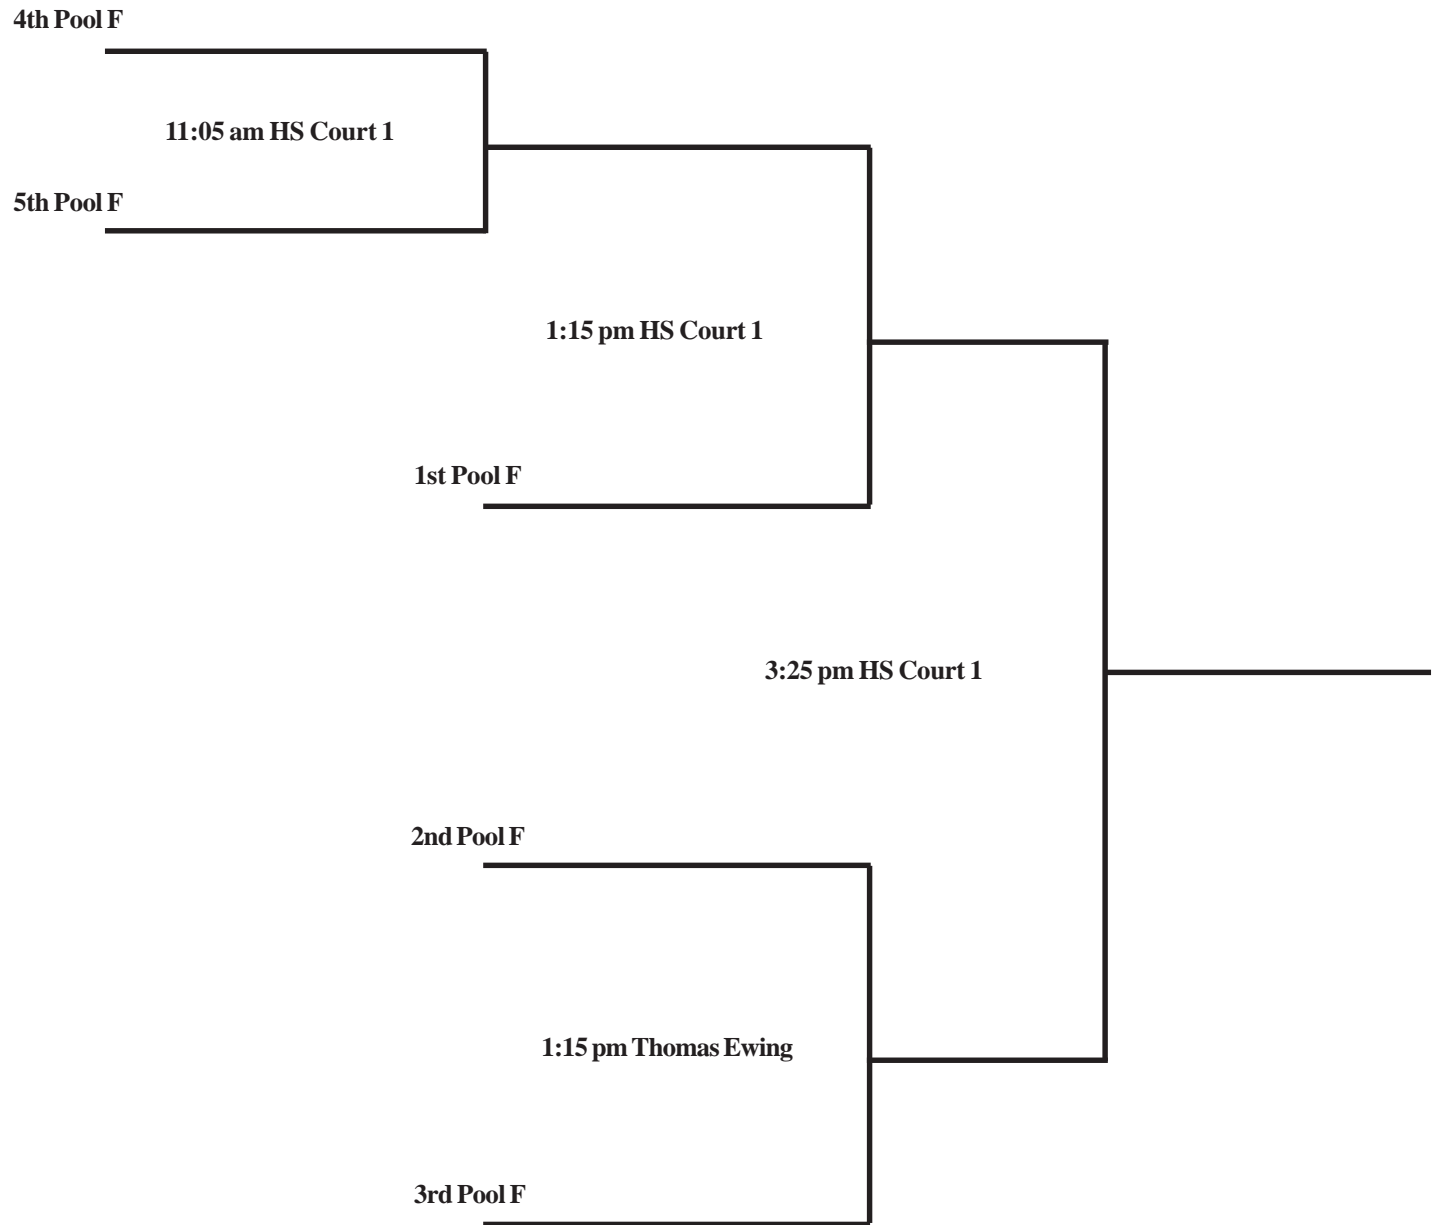 4th Pool F
11:05 am HS Court 1
5th Pool F
1:15 pm HS Court 1
1st Pool F
3:25 pm HS Court 1
2nd Pool F
1:15 pm Thomas Ewing
3rd Pool F